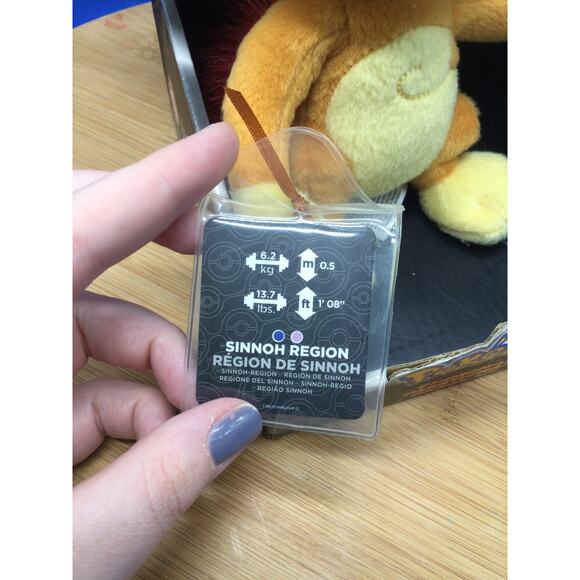 6.2 kg m 0.5
13.7 lbs. ft 1' 08"
SINNOH REGION
RÉGION DE SINNOH
SINNOH-REGION - REGIÓN DE SINNOH
REGIONE DEL SINNOH - SINNOH-REGIO
REGIÃO SINNOH